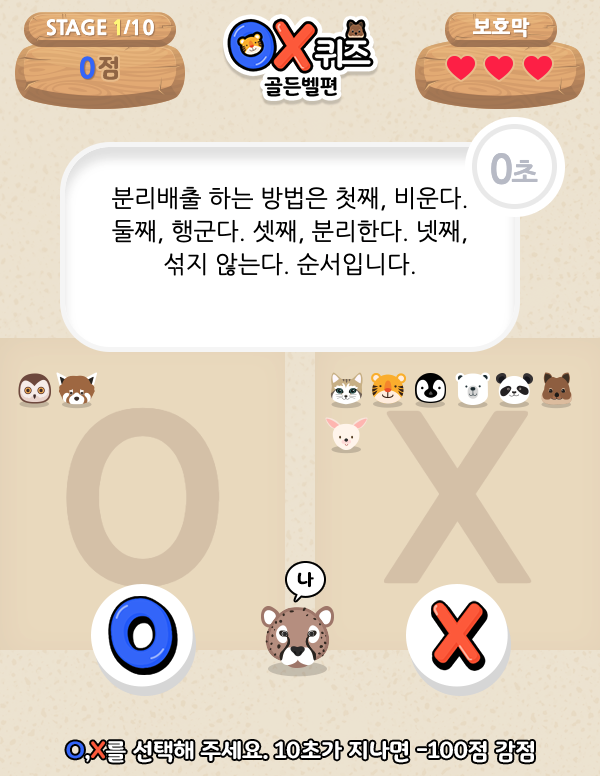 STAGE 1/10
0점
OX퀴즈
골든벨편
보호막
0초
분리배출 하는 방법은 첫째, 비운다.
둘째, 행군다. 셋째, 분리한다. 넷째,
섞지 않는다. 순서입니다.
O
X
나
O
X
O,X를 선택해 주세요. 10초가 지나면 -100점 감점